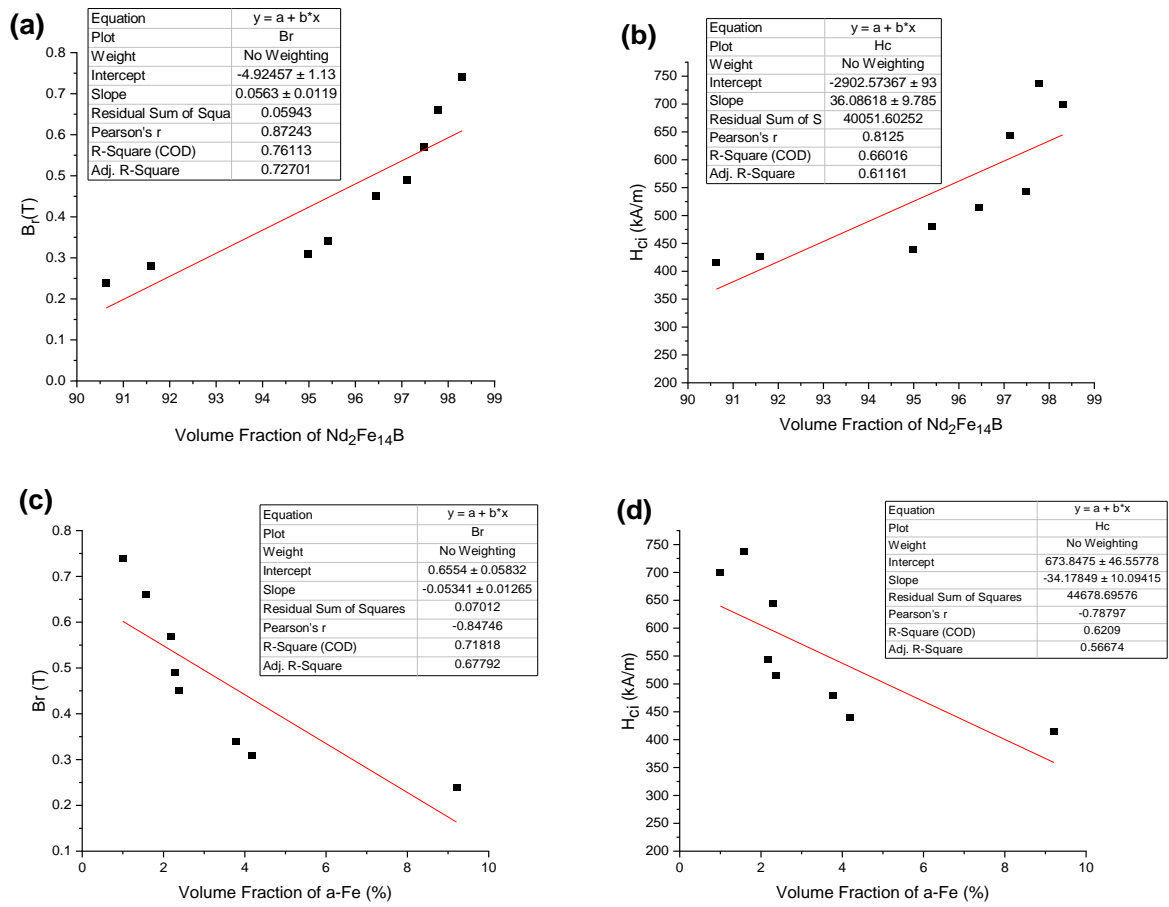 (a)
Equation y = a + b*x
Plot Br
Weight No Weighting
Intercept -4.92457 ± 1.13
Slope 0.0563 ± 0.0119
Residual Sum of Squa 0.05943
Pearson's r 0.87243
R-Square (COD) 0.76113
Adj. R-Square 0.72701
0.8
0.7
0.6
0.5
0.4
0.3
0.2
0.1
0.0
Br(T)
90 91 92 93 94 95 96 97 98 99
Volume Fraction of Nd2Fe14B
(b)
Equation y = a + b*x
Plot Hc
Weight No Weighting
Intercept -2902.57367 ± 93
Slope 36.08618 ± 9.785
Residual Sum of S 40051.60252
Pearson's r 0.8125
R-Square (COD) 0.66016
Adj. R-Square 0.61161
750
700
650
600
550
500
450
400
350
300
250
200
Hci (kA/m)
90 91 92 93 94 95 96 97 98 99
Volume Fraction of Nd2Fe14B
(c)
Equation y = a + b*x
Plot Br
Weight No Weighting
Intercept 0.6554 ± 0.05832
Slope -0.05341 ± 0.01265
Residual Sum of Squares 0.07012
Pearson's r -0.84746
R-Square (COD) 0.71818
Adj. R-Square 0.67792
0.8
0.7
0.6
0.5
0.4
0.3
0.2
0.1
Br (T)
0 2 4 6 8 10
Volume Fraction of a-Fe (%)
(d)
Equation y = a + b*x
Plot Hc
Weight No Weighting
Intercept 673.8475 ± 46.55778
Slope -34.17849 ± 10.09415
Residual Sum of Squares 44678.69576
Pearson's r -0.78797
R-Square (COD) 0.6209
Adj. R-Square 0.56674
750
700
650
600
550
500
450
400
350
300
250
200
Hci (kA/m)
0 2 4 6 8 10
Volume Fraction of a-Fe (%)